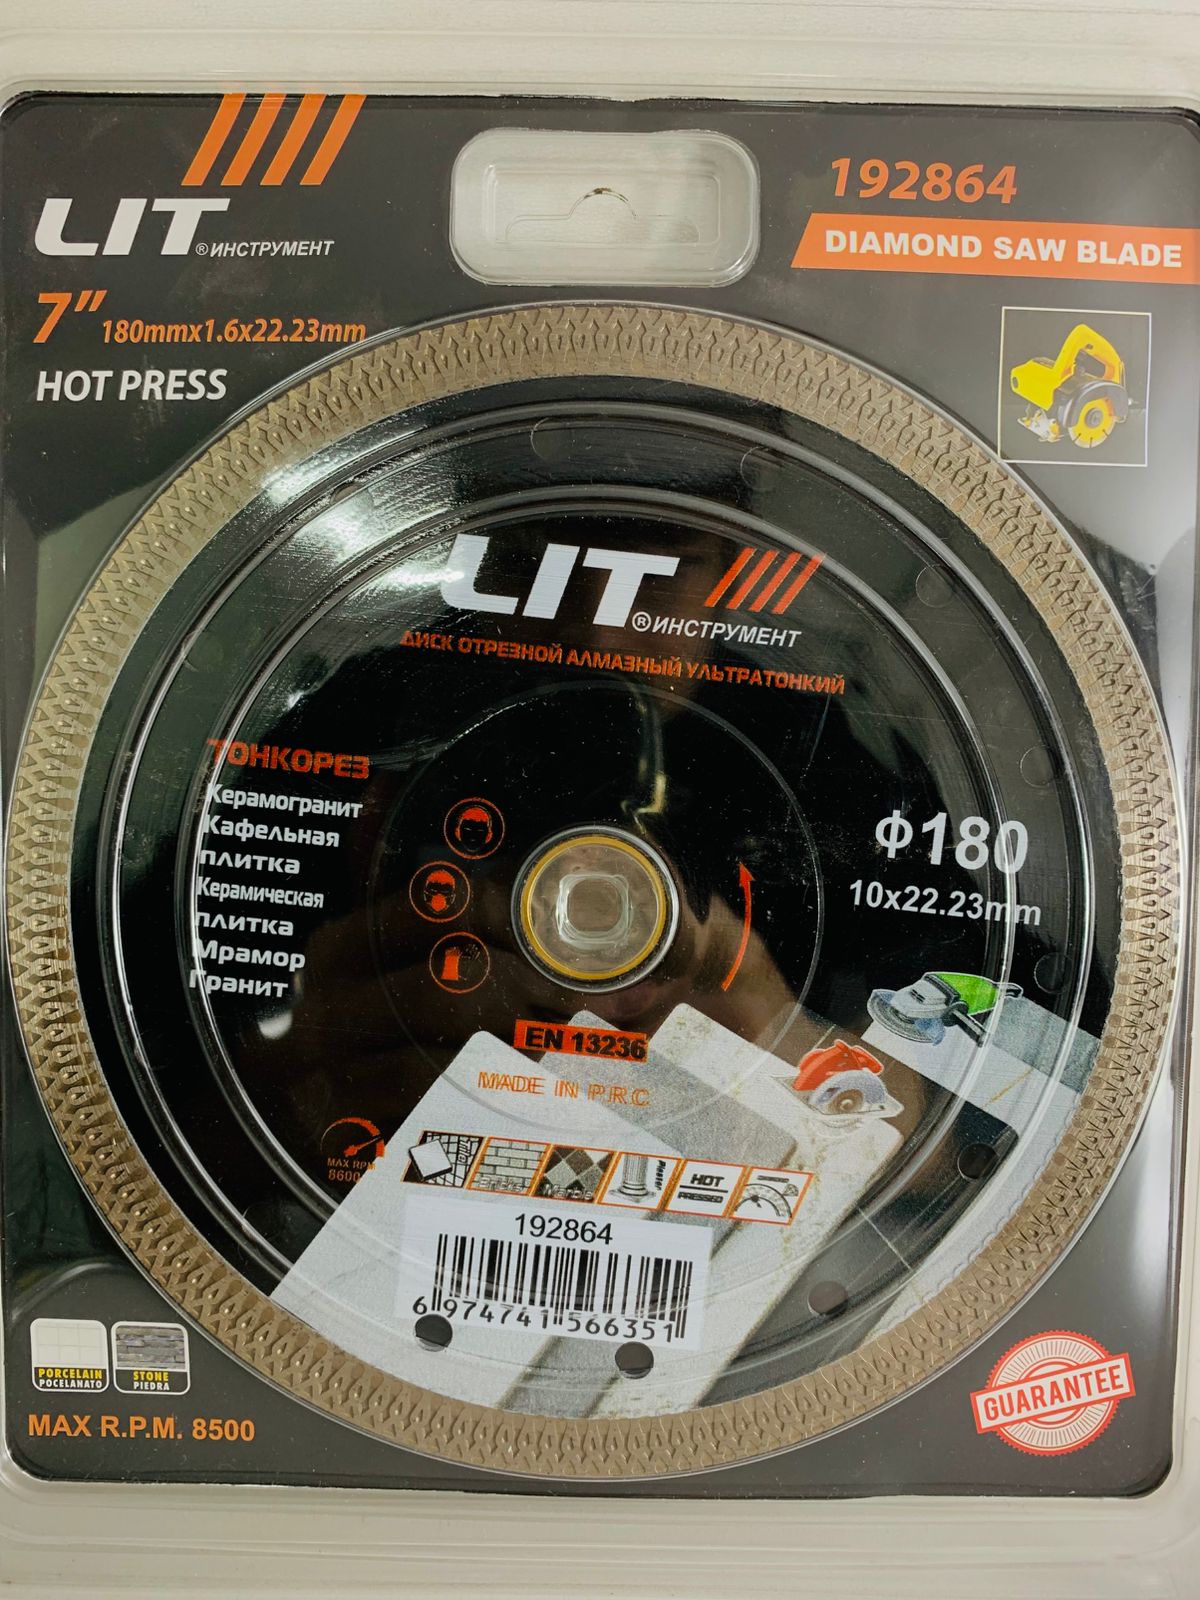 LIT
® ИНСТРУМЕНТ
7" 180mmx1.6x22.23mm
HOT PRESS
192864
DIAMOND SAW BLADE
LIT
® ИНСТРУМЕНТ
ДИСК ОТРЕЗНОЙ АЛМАЗНЫЙ УЛЬТРАТОНКИЙ
ТОНКОРЕЗ
Керамогранит
Кафельная
плитка
Керамическая
плитка
Мрамор
Гранит
Ф180
10x22.23mm
EN 13236
MADE IN P.R.C
MAX RPM
8600
Marble
HOT
PRESSED
192864
6 974741 566351
PORCELAIN
POCELANATO
STONE
PIEDRA
MAX R.P.M. 8500
GUARANTEE